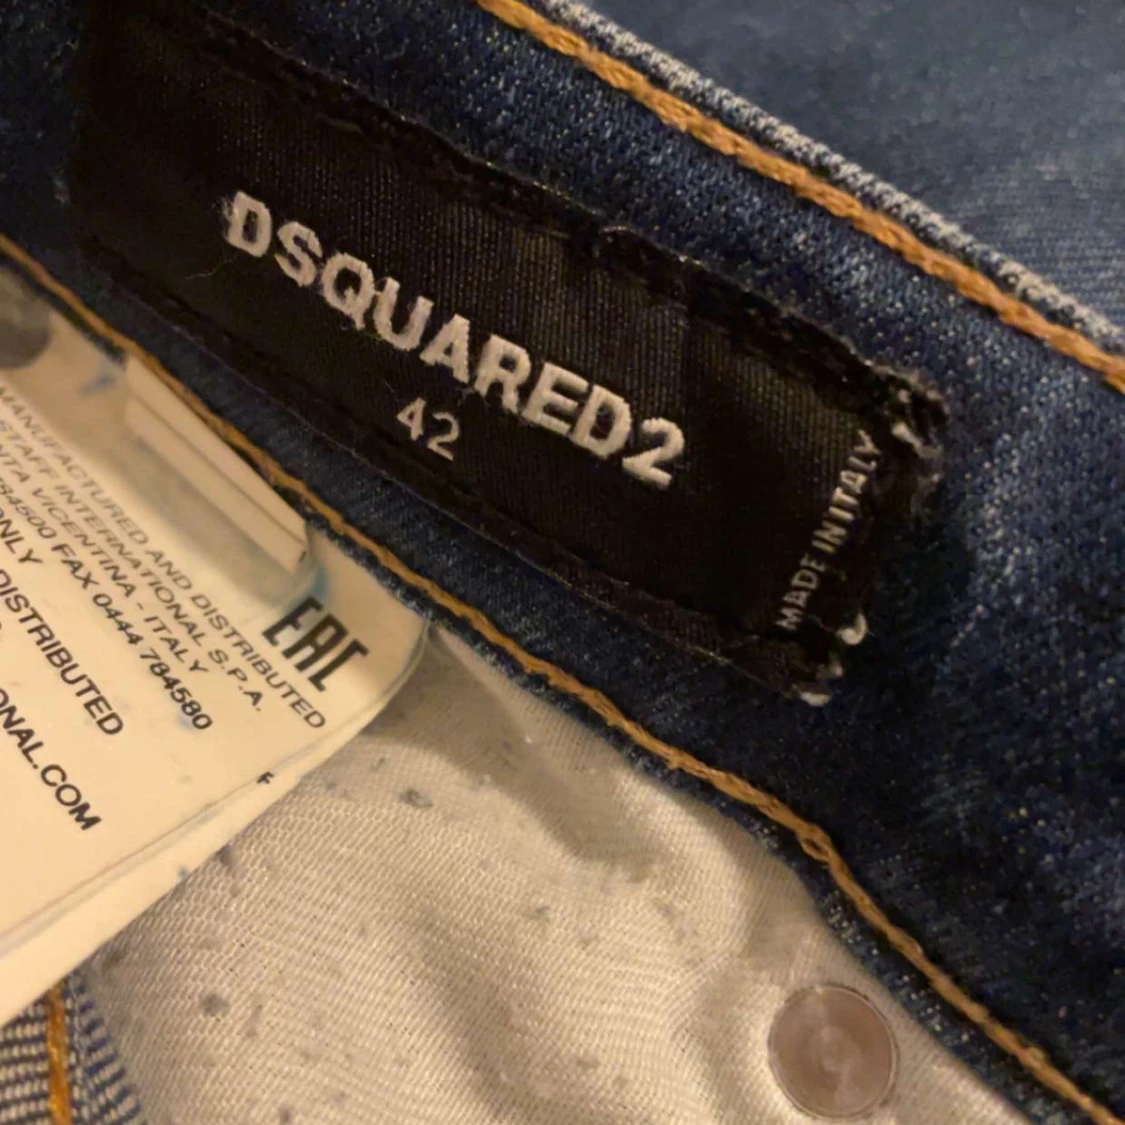 DSQUARED2
42
MADE IN ITALY
MANUFACTURED AND DISTRIBUTED
STAFF INTERNATIONAL S.P.A.
VICENTINA - ITALY
784500 FAX 0444 784580
ONLY
DISTRIBUTED
ONAL.COM
EAC
F